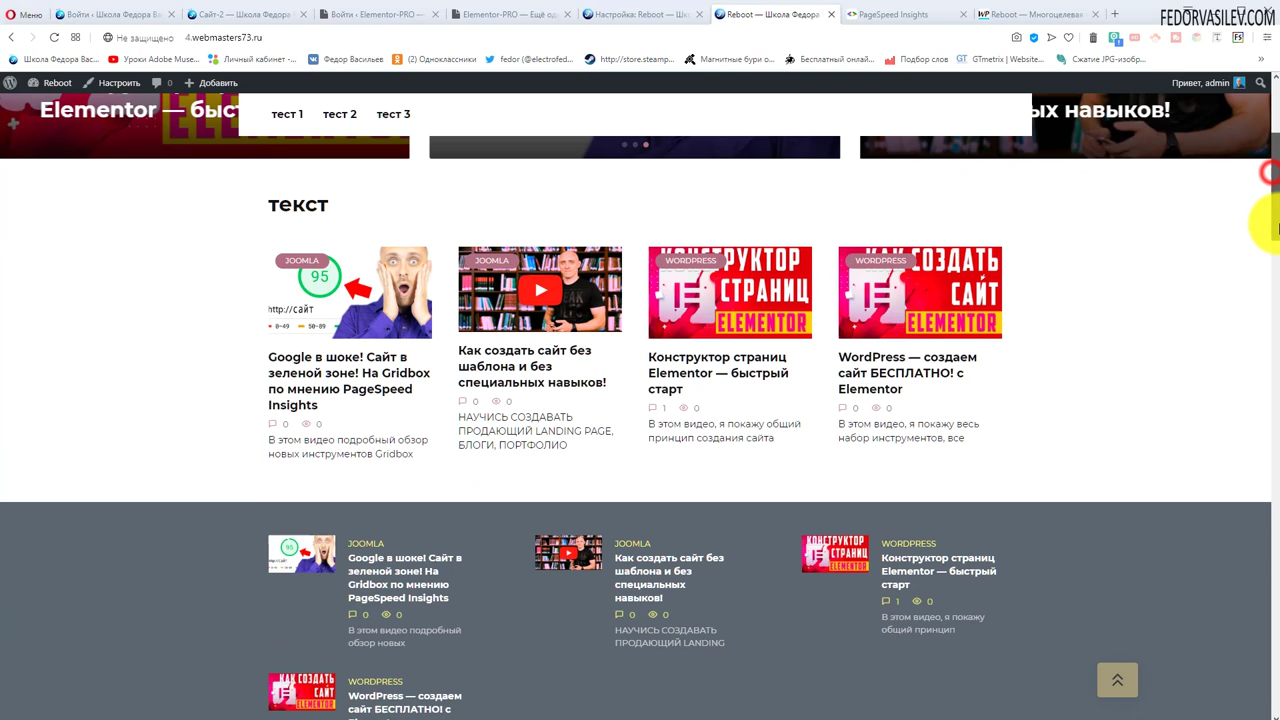 Меню
Войти ‹ Школа Федора Ва
Сайт-2 — Школа Федора
Войти ‹ Elementor-PRO —
Elementor-PRO — Ещё од
Настройка: Reboot — Шк
Reboot — Школа Федора
PageSpeed Insights
Reboot — Многоцелева
FEDORVASILEV.COM
88
Не защищено
4.webmasters73.ru
Школа Федора Вас...
Уроки Adobe Muse...
Личный кабинет -...
Федор Васильев
(2) Одноклассники
fedor (@electrofed...
http://store.steamp...
Магнитные бури о...
Бесплатный онлай...
Подбор слов
GTmetrix | Website...
Сжатие JPG-изобр...
Reboot
Настроить
0
Добавить
Привет, admin
Elementor — быст
тест 1
тест 2
тест 3
ых навыков!
текст
JOOMLA
95
http://сайт
0-49
50-89
JOOMLA
WORDPRESS
КОНСТРУКТОР
СТРАНИЦ
ELEMENTOR
WORDPRESS
КАК СОЗДАТЬ
САЙТ
ELEMENTOR
Google в шоке! Сайт в
зеленой зоне! На Gridbox
по мнению PageSpeed
Insights
0 0
В этом видео подробный обзор
новых инструментов Gridbox
Как создать сайт без
шаблона и без
специальных навыков!
0 0
НАУЧИСЬ СОЗДАВАТЬ
ПРОДАЮЩИЙ LANDING PAGE,
БЛОГИ, ПОРТФОЛИО
Конструктор страниц
Elementor — быстрый
старт
1 0
В этом видео, я покажу общий
принцип создания сайта
WordPress — создаем
сайт БЕСПЛАТНО! с
Elementor
0 0
В этом видео, я покажу весь
набор инструментов, все
JOOMLA
Google в шоке! Сайт в
зеленой зоне! На
Gridbox по мнению
PageSpeed Insights
0 0
В этом видео подробный
обзор новых
JOOMLA
Как создать сайт без
шаблона и без
специальных
навыков!
0 0
НАУЧИСЬ СОЗДАВАТЬ
ПРОДАЮЩИЙ LANDING
КОНСТРУКТОР
СТРАНИЦ
ELEMENTOR
WORDPRESS
Конструктор страниц
Elementor — быстрый
старт
1 0
В этом видео, я покажу
общий принцип
КАК СОЗДАТЬ
САЙТ
ELEMENTOR
WORDPRESS
WordPress — создаем
сайт БЕСПЛАТНО! с